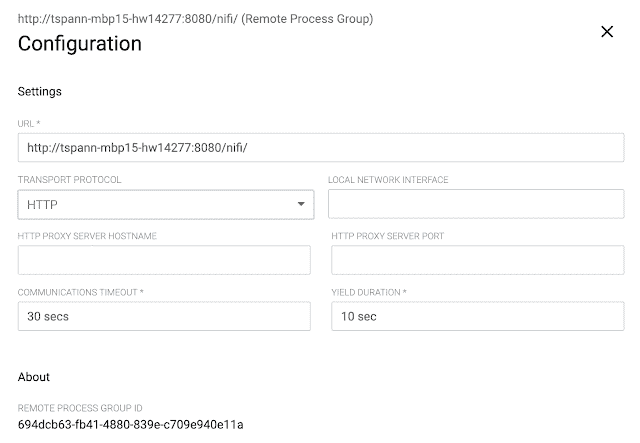 http://tspann-mbp15-hw14277:8080/nifi/ (Remote Process Group)
Configuration
Settings
URL *
http://tspann-mbp15-hw14277:8080/nifi/
TRANSPORT PROTOCOL LOCAL NETWORK INTERFACE
HTTP
HTTP PROXY SERVER HOSTNAME HTTP PROXY SERVER PORT
COMMUNICATIONS TIMEOUT * YIELD DURATION *
30 secs 10 sec
About
REMOTE PROCESS GROUP ID
694dcb63-fb41-4880-839e-c709e940e11a